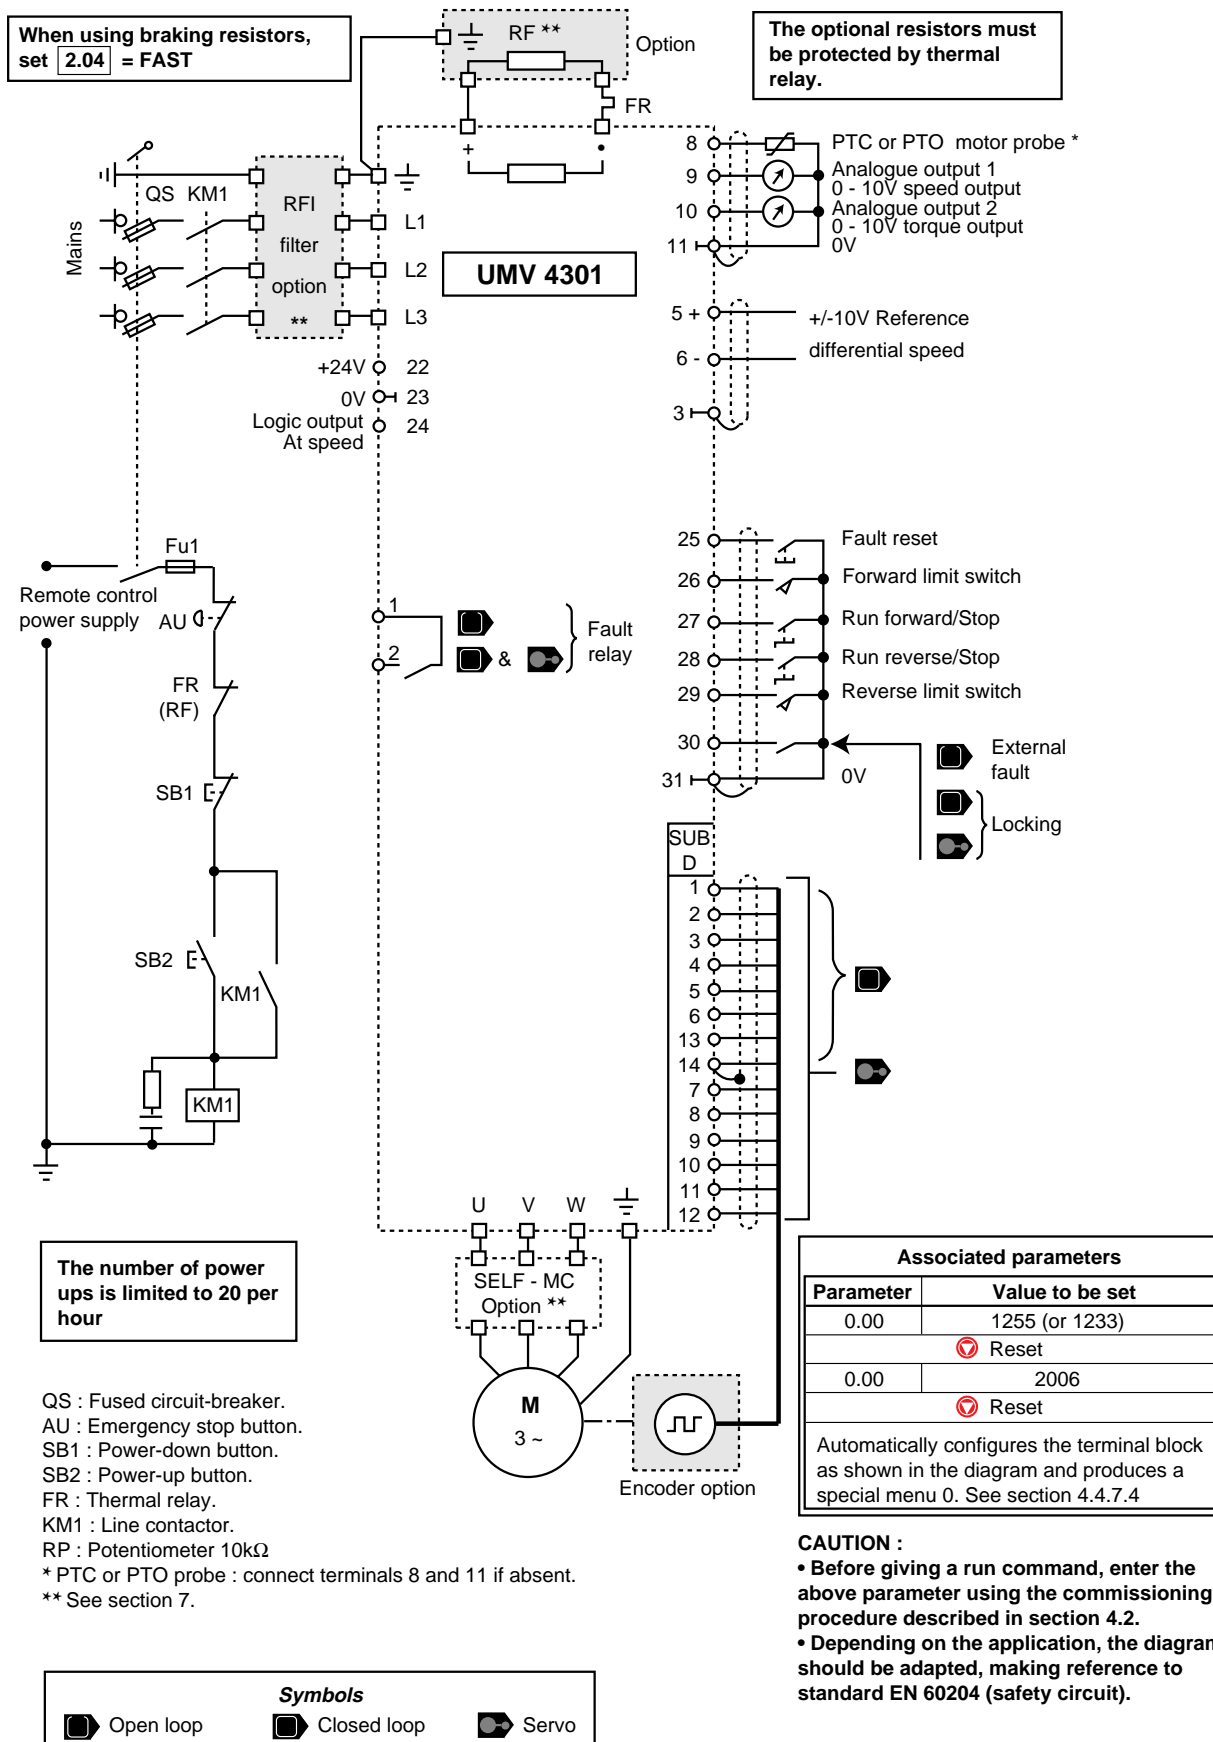 When using braking resistors,
set 2.04 = FAST
RF **
Option
FR
The optional resistors must
be protected by thermal
relay.
+
•
Mains
QS KM1
RFI
filter
option
**
L1
L2
L3
UMV 4301
8
PTC or PTO motor probe *
9
Analogue output 1
0 - 10V speed output
10
Analogue output 2
0 - 10V torque output
11
0V
5 +
+/-10V Reference
6 -
differential speed
3
+24V 22
0V 23
Logic output 24
At speed
Fu1
Remote control
power supply
AU
FR
(RF)
SB1
SB2
KM1
KM1
1
2
&
Fault
relay
25 Fault reset
26 Forward limit switch
27 Run forward/Stop
28 Run reverse/Stop
29 Reverse limit switch
30
31 0V
External
fault
Locking
SUB
D
1
2
3
4
5
6
13
14
7
8
9
10
11
12
U V W
SELF - MC
Option **
M
3 ~
Encoder option
The number of power
ups is limited to 20 per
hour
QS : Fused circuit-breaker.
AU : Emergency stop button.
SB1 : Power-down button.
SB2 : Power-up button.
FR : Thermal relay.
KM1 : Line contactor.
RP : Potentiometer 10kΩ
* PTC or PTO probe : connect terminals 8 and 11 if absent.
** See section 7.
Associated parameters
Parameter Value to be set
0.00 1255 (or 1233)
Reset
0.00 2006
Reset
Automatically configures the terminal block
as shown in the diagram and produces a
special menu 0. See section 4.4.7.4
CAUTION :
• Before giving a run command, enter the
above parameter using the commissioning
procedure described in section 4.2.
• Depending on the application, the diagram
should be adapted, making reference to
standard EN 60204 (safety circuit).
Symbols
Open loop Closed loop Servo